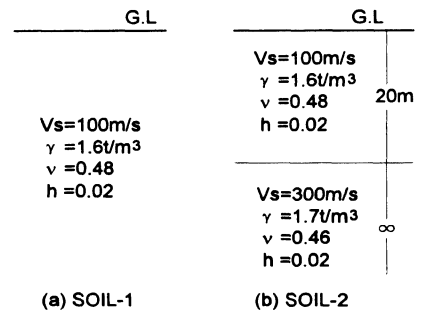 G.L
Vs=100m/s
γ =1.6t/m3
ν =0.48
h =0.02
(a) SOIL-1
G.L
Vs=100m/s
γ =1.6t/m3
ν =0.48
h =0.02
20m
Vs=300m/s
γ =1.7t/m3
ν =0.46
h =0.02
∞
(b) SOIL-2